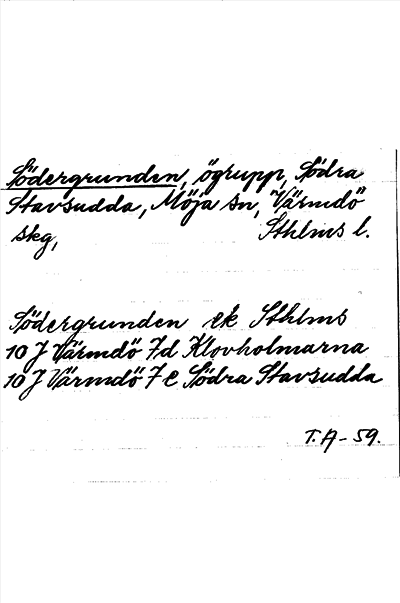 Södergrunden, ögrupp, Södra
Stavsudda, Möja sn, Värmdö
skg, Sthlms l.
Södergrunden ek Sthlms
10 J Värmdö 7d Klovholmarna
10 J Värmdö 7 e Södra Stavsudda
T.A-59.